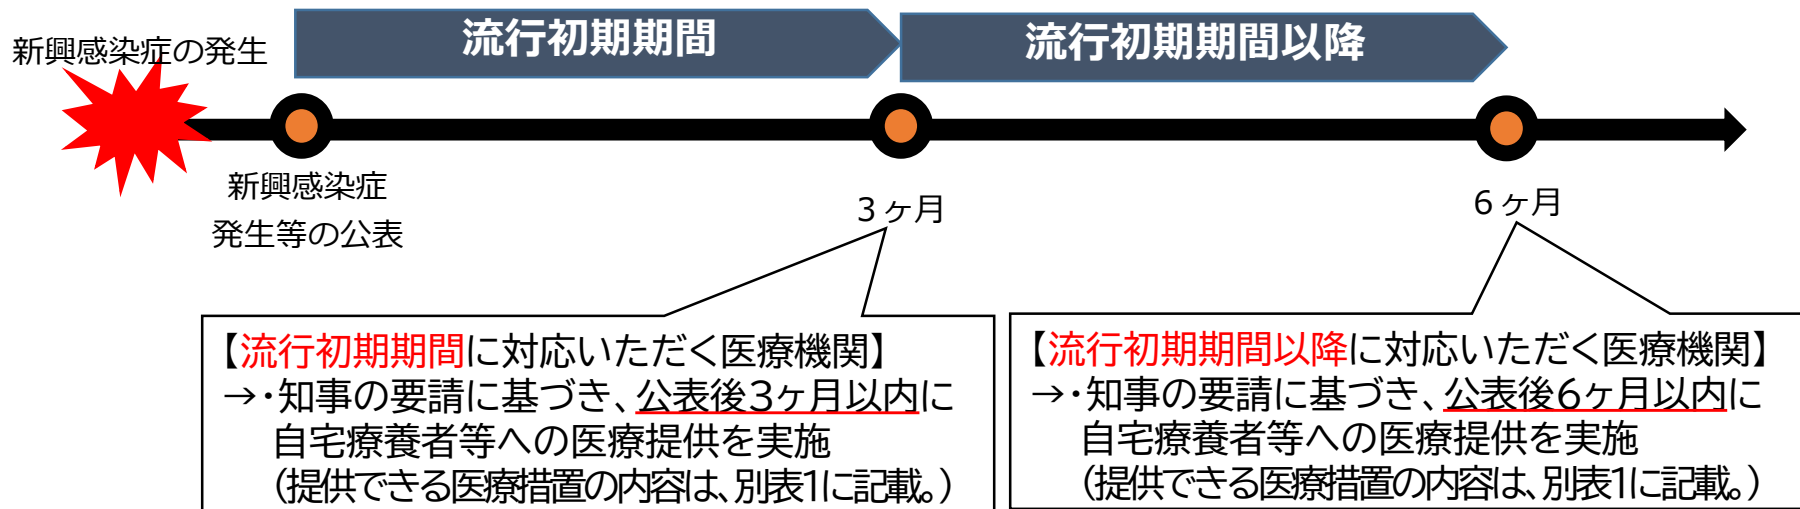 流行初期期間
流行初期期間以降
新興感染症の発生
新興感染症
発生等の公表
3ヶ月
6ヶ月
【流行初期期間に対応いただく医療機関】
→・知事の要請に基づき、公表後3ヶ月以内に
自宅療養者等への医療提供を実施
(提供できる医療措置の内容は、別表1に記載。)
【流行初期期間以降に対応いただく医療機関】
→・知事の要請に基づき、公表後6ヶ月以内に
自宅療養者等への医療提供を実施
(提供できる医療措置の内容は、別表1に記載。)